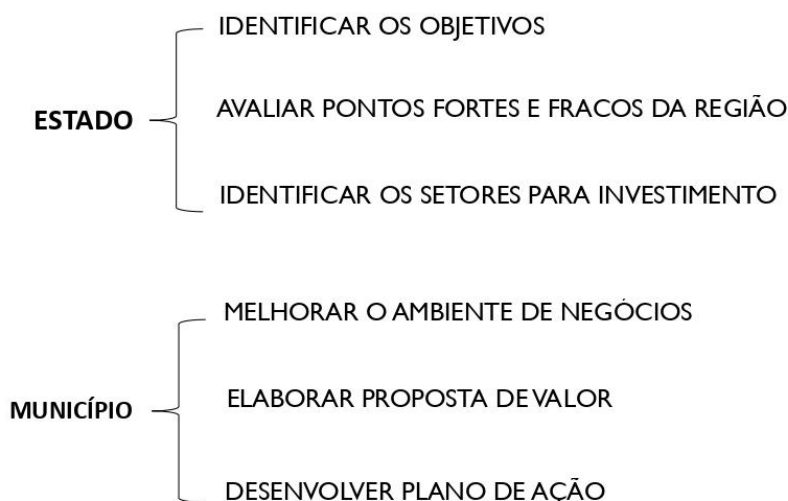 IDENTIFICAR OS OBJETIVOS
ESTADO
AVALIAR PONTOS FORTES E FRACOS DA REGIÃO
IDENTIFICAR OS SETORES PARA INVESTIMENTO
MELHORAR O AMBIENTE DE NEGÓCIOS
MUNICÍPIO
ELABORAR PROPOSTA DE VALOR
DESENVOLVER PLANO DE AÇÃO